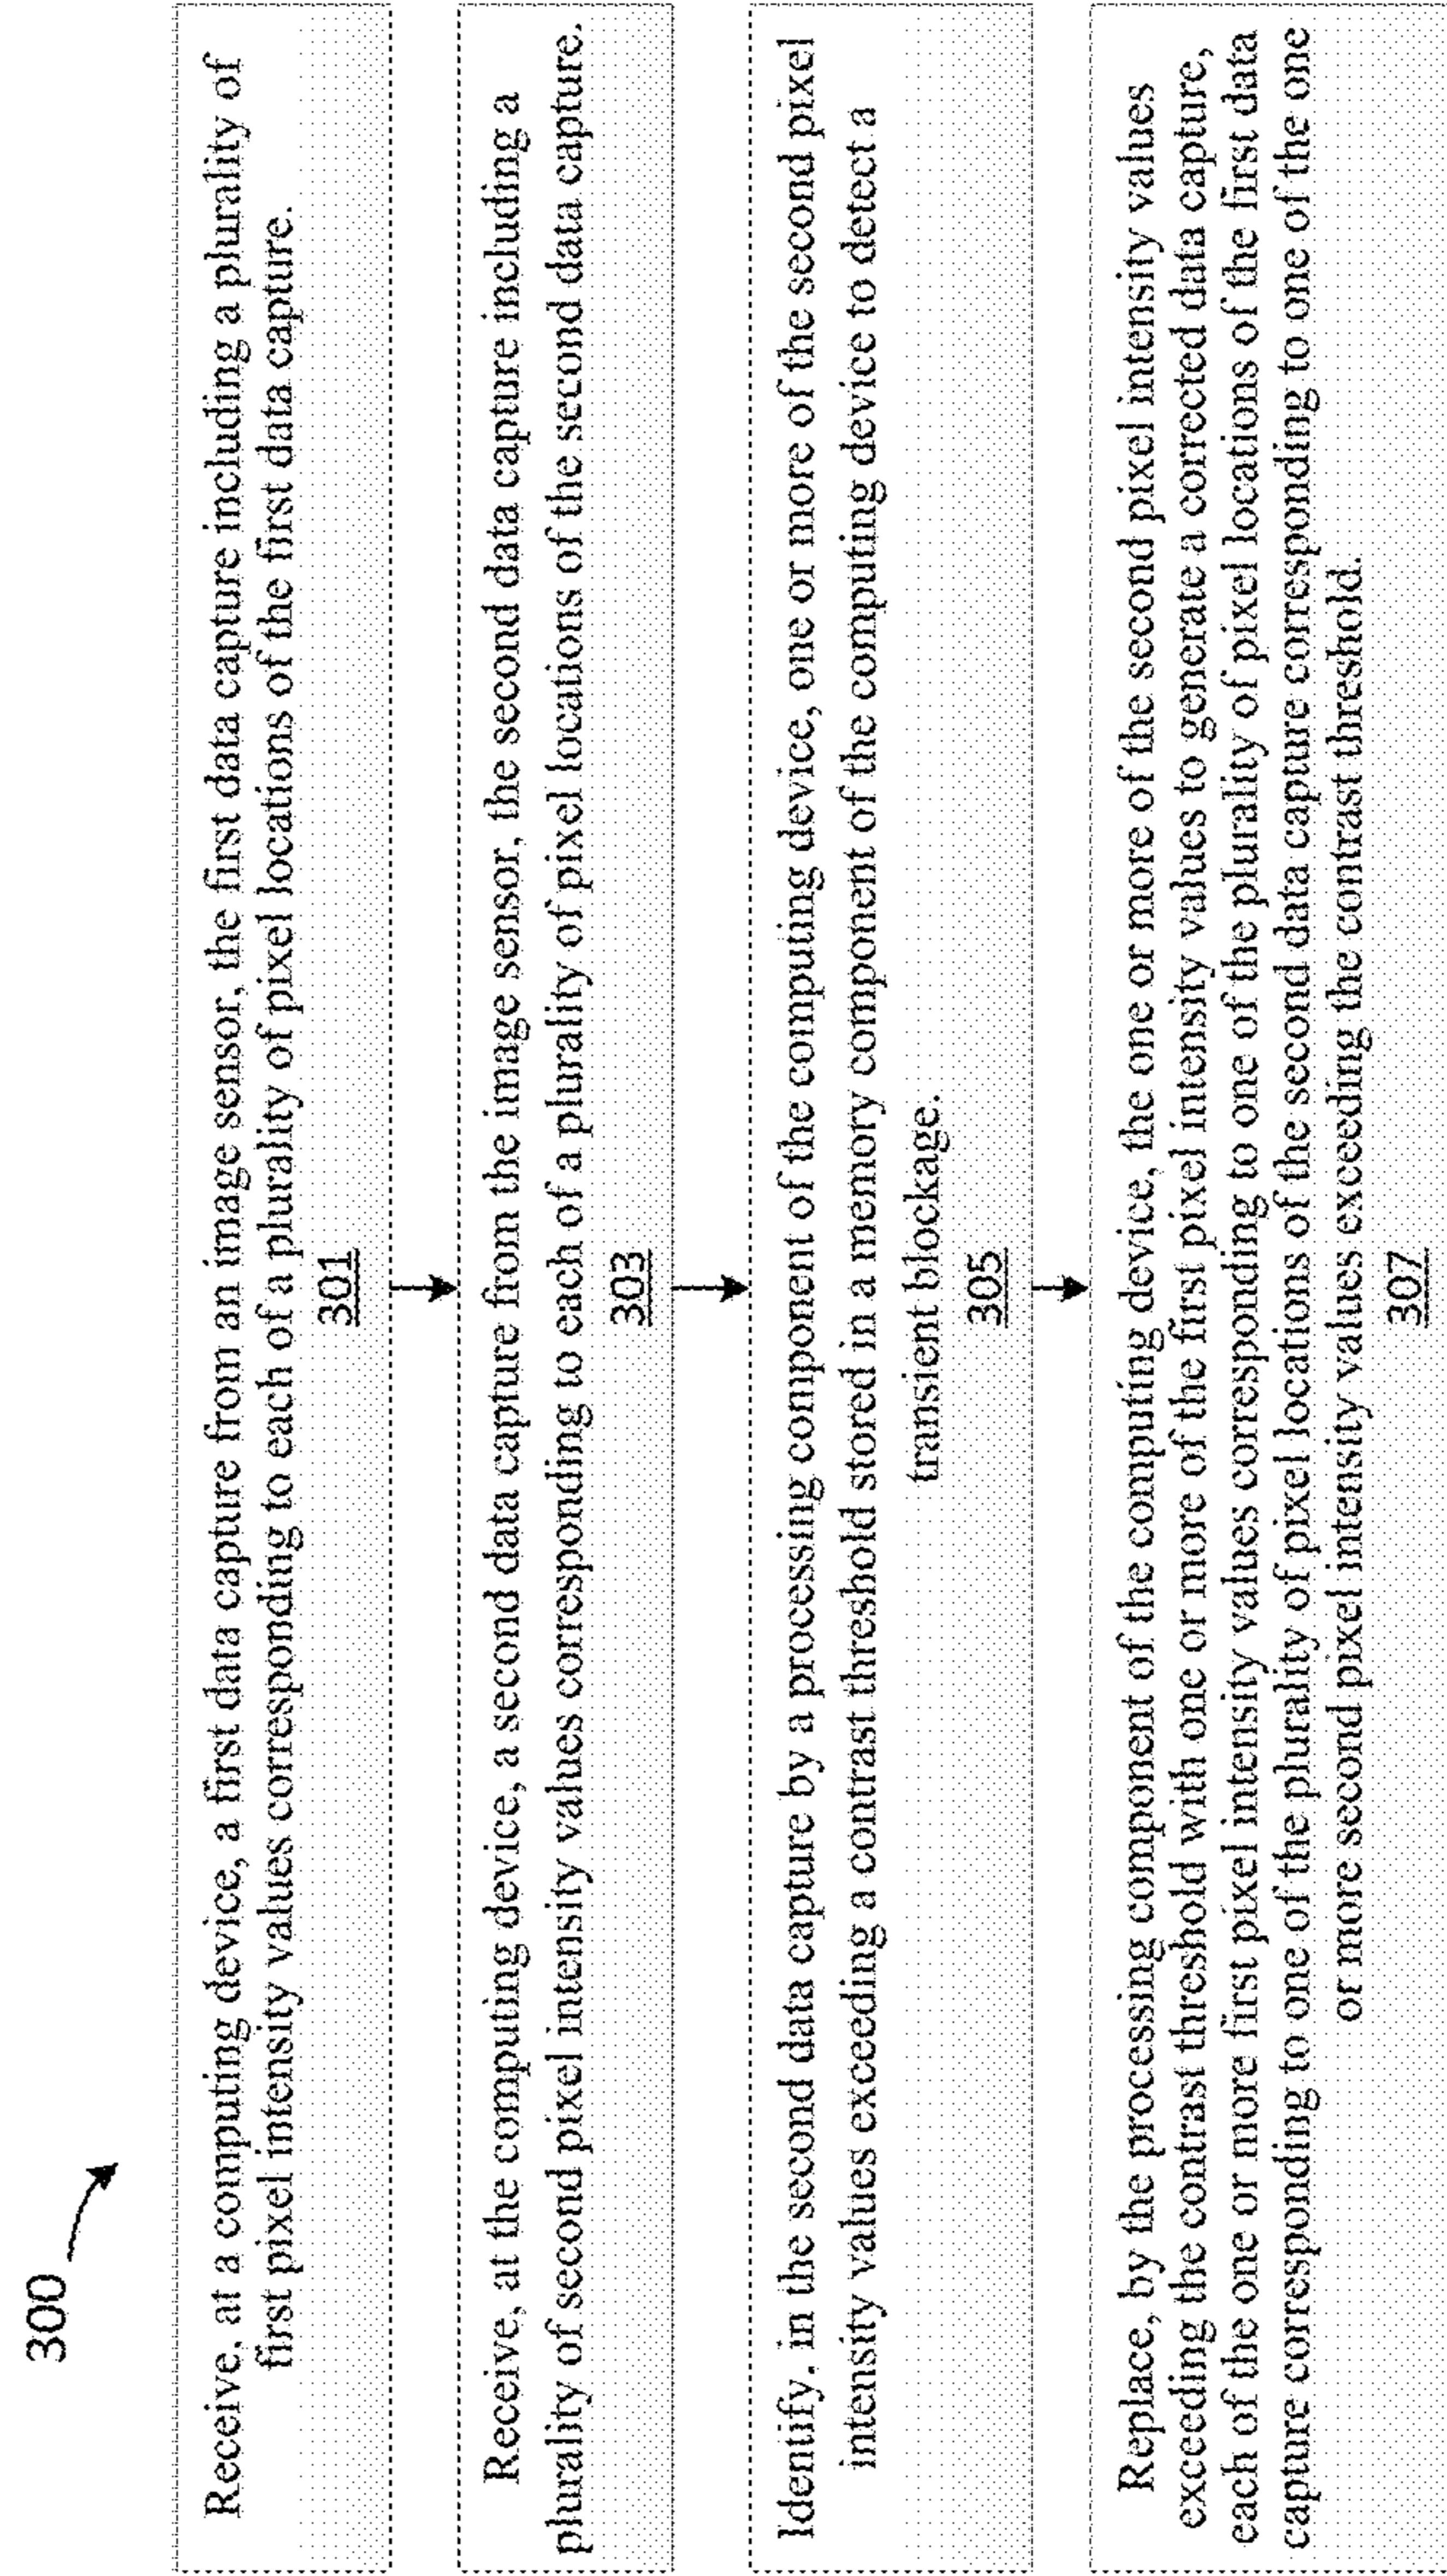 300
Receive, at a computing device, a first data capture from an image sensor, the first data capture including a plurality of
first pixel intensity values corresponding to each of a plurality of pixel locations of the first data capture.
301
Receive, at the computing device, a second data capture from the image sensor, the second data capture including a
plurality of second pixel intensity values corresponding to each of a plurality of pixel locations of the second data capture.
303
Identify, in the second data capture by a processing component of the computing device, one or more of the second pixel
intensity values exceeding a contrast threshold stored in a memory component of the computing device to detect a
transient blockage.
305
Replace, by the processing component of the computing device, the one or more of the second pixel intensity values
exceeding the contrast threshold with one or more of the first pixel intensity values to generate a corrected data capture,
each of the one or more first pixel intensity values corresponding to one of the plurality of pixel locations of the first data
capture corresponding to one of the plurality of pixel locations of the second data capture corresponding to one of the one
or more second pixel intensity values exceeding the contrast threshold.
307